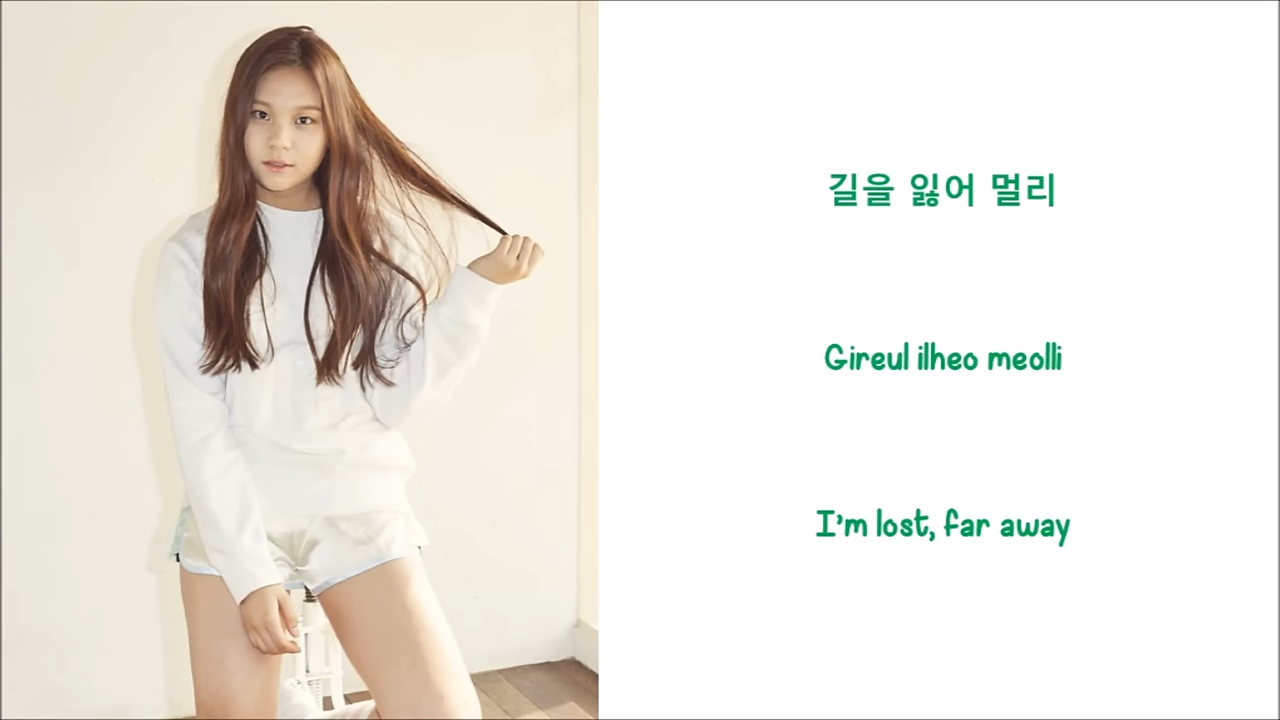 길을 잃어 멀리
Gireul ilheo meolli
I'm lost, far away